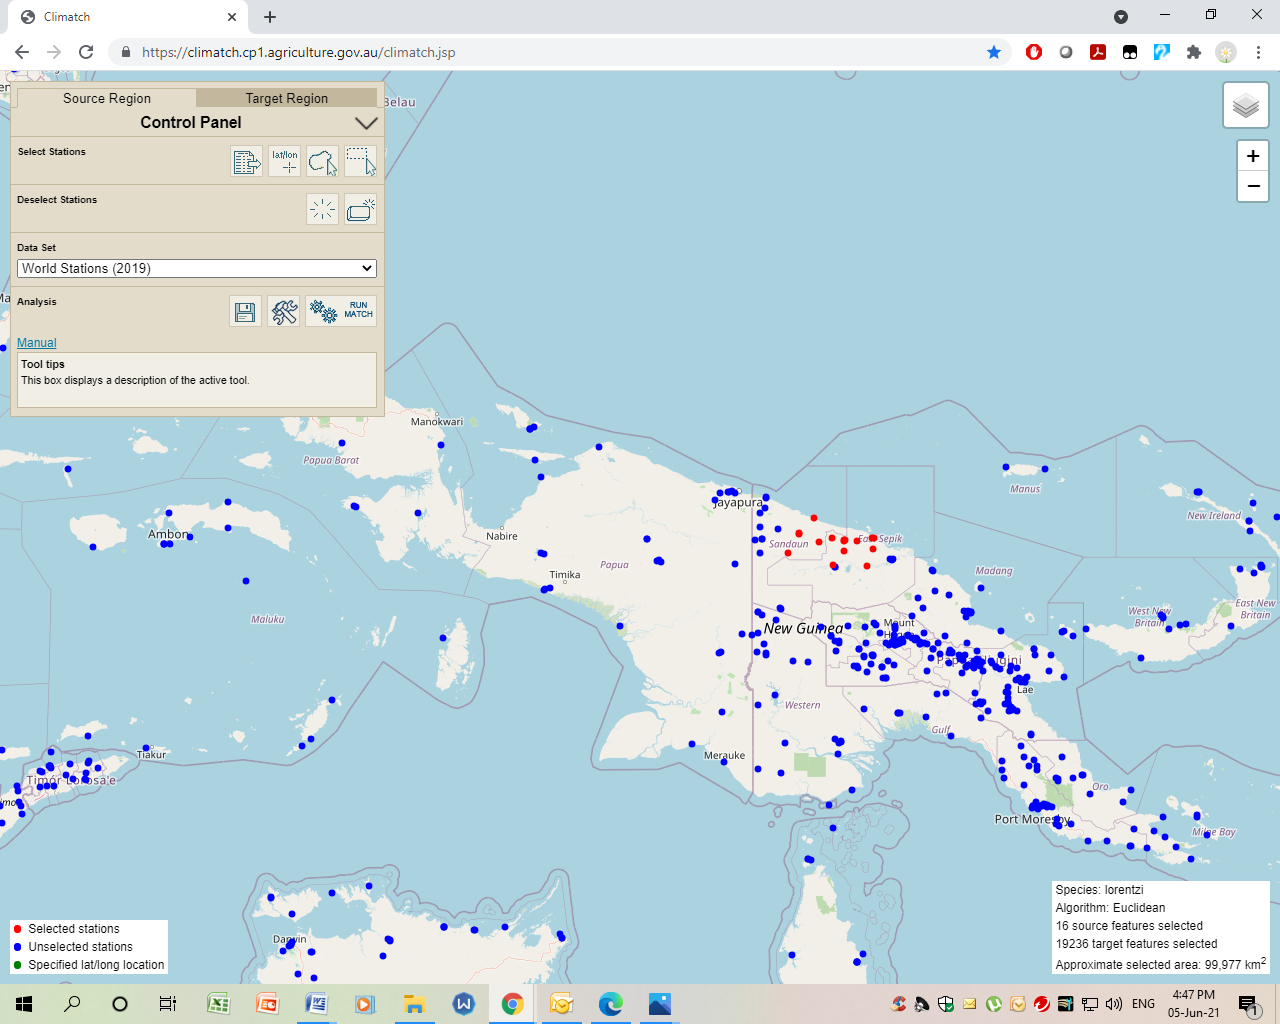 Climatch
https://climatch.cp1.agriculture.gov.au/climatch.jsp
Source Region
Target Region
Belau
Control Panel
Select Stations
lat/lon
Deselect Stations
Data Set
World Stations (2019)
Analysis
RUN
MATCH
Manual
Tool tips
This box displays a description of the active tool.
+
−
Manokwari
Papua Barat
Jayapura
Manus
New Ireland
Ambon
Nabire
Sandaun
East Sepik
Papua
Timika
Madang
Maluku
New Guinea
Mount
West New
Britain
East New
Britain
Lae
Western
Gulf
Tiakur
Merauke
Oro
Port Moresby
Milne Bay
Darwin
Selected stations
Unselected stations
Specified lat/long location
Species: lorentzi
Algorithm: Euclidean
16 source features selected
19236 target features selected
Approximate selected area: 99,977 km2
ENG
4:47 PM
05-Jun-21
1